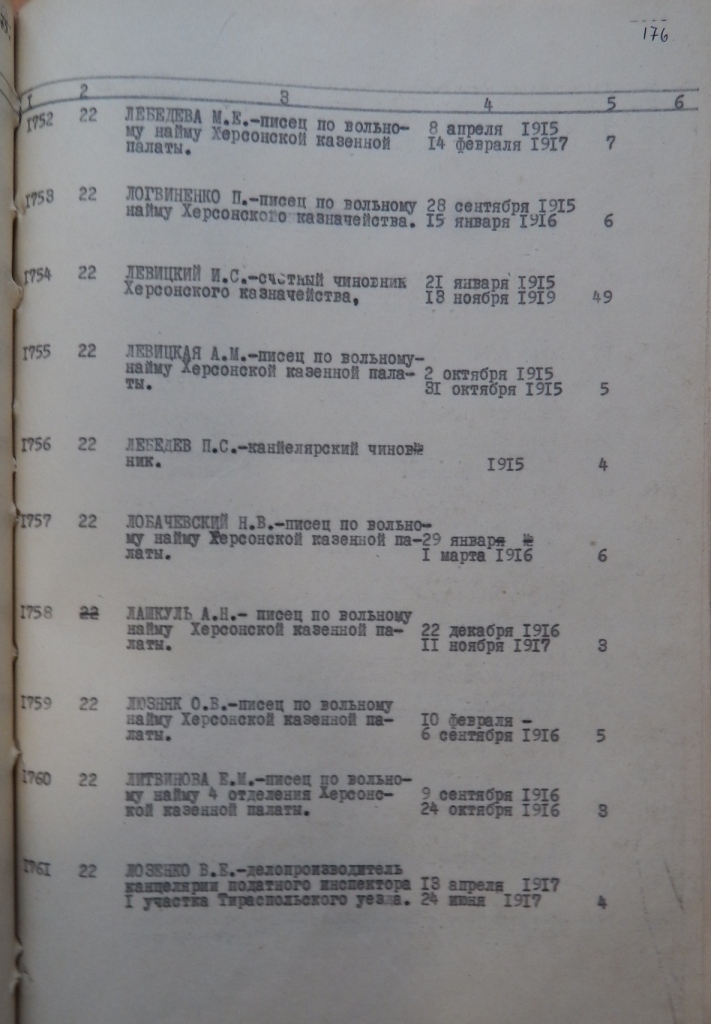 176
1 2 3 4 5 6
1752 22 ЛЕБЕДЕВА М.Е.-писец по вольно-
му найму Херсонской казенной 8 апреля 1915
палаты. 14 февраля 1917 7
1753 22 ЛОГВИНЕНКО П.-писец по вольному 28 сентября 1915
найму Херсонского казначейства. 15 января 1916 6
1754 22 ЛЕВИЦКИЙ И.С.-счетный чиновник 21 января 1915
Херсонского казначейства, 18 ноября 1919 49
1755 22 ЛЕВИЦКАЯ А.М.-писец по вольному-
найму Херсонской казенной пала- 2 октября 1915
ты. 31 октября 1915 5
1756 22 ЛЕБЕДЕВ П.С.-канцелярский чинов
ник. 1915 4
1757 22 ЛОБАЧЕВСКИЙ Н.В.-писец по вольно-
му найму Херсонской казенной па- 29 января
латы. 1 марта 1916 6
1758 22 ЛАШКУЛЬ А.Н.- писец по вольному
найму Херсонской казенной па- 22 декабря 1916
латы. 11 ноября 1917 3
1759 22 ЛЮЗНЯК О.В.-писец по вольному
найму Херсонской казенной па- 10 февраля -
латы. 6 сентября 1916 5
1760 22 ЛИТВИНОВА Е.М.-писец по вольно-
му найму 4 отделения Херсонс- 9 сентября 1916
кой казенной палаты. 24 октября 1916 3
1761 22 ЛОЗЕНКО В.Е.-делопроизводитель
канцелярии податного инспектора 13 апреля 1917
I участка Тираспольского уезда. 24 июня 1917 4